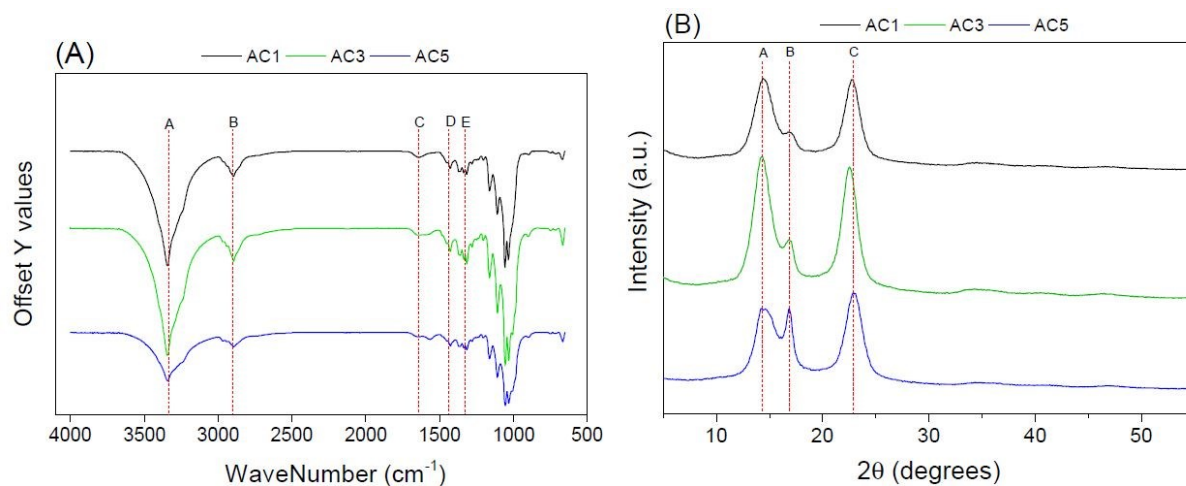 (A)
AC1 AC3 AC5
A B C D E
Offset Y values
4000 3500 3000 2500 2000 1500 1000 500
WaveNumber (cm-1)
(B)
AC1 AC3 AC5
A B C
Intensity (a.u.)
10 20 30 40 50
2θ (degrees)